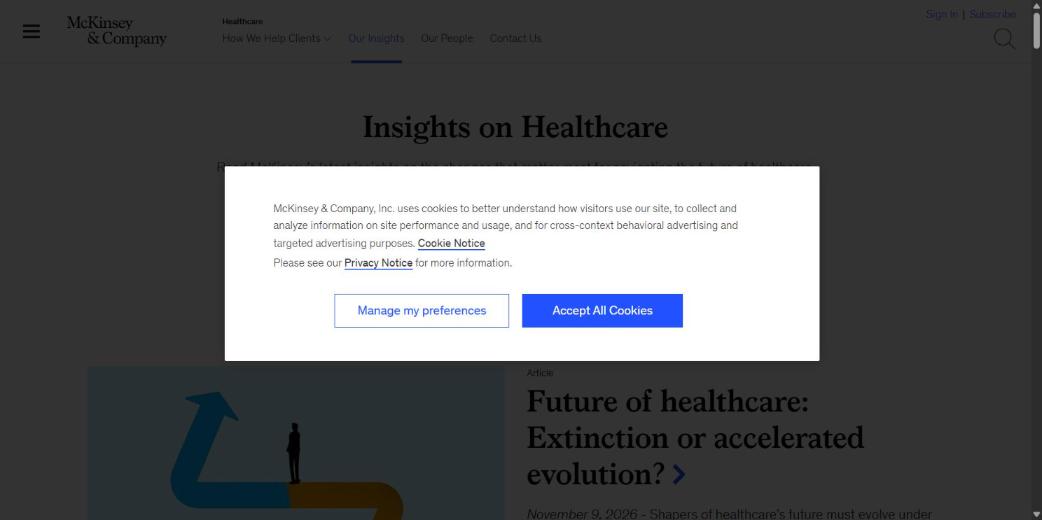 Sign In | Subscribe
McKinsey
& Company
Healthcare
How We Help Clients
Our Insights
Our People
Contact Us
Insights on Healthcare
McKinsey & Company, Inc. uses cookies to better understand how visitors use our site, to collect and
analyze information on site performance and usage, and for cross-context behavioral advertising and
targeted advertising purposes. Cookie Notice
Please see our Privacy Notice for more information.
Manage my preferences
Accept All Cookies
Article
Future of healthcare:
Extinction or accelerated
evolution?
November 9, 2026 - Shapers of healthcare's future must evolve under